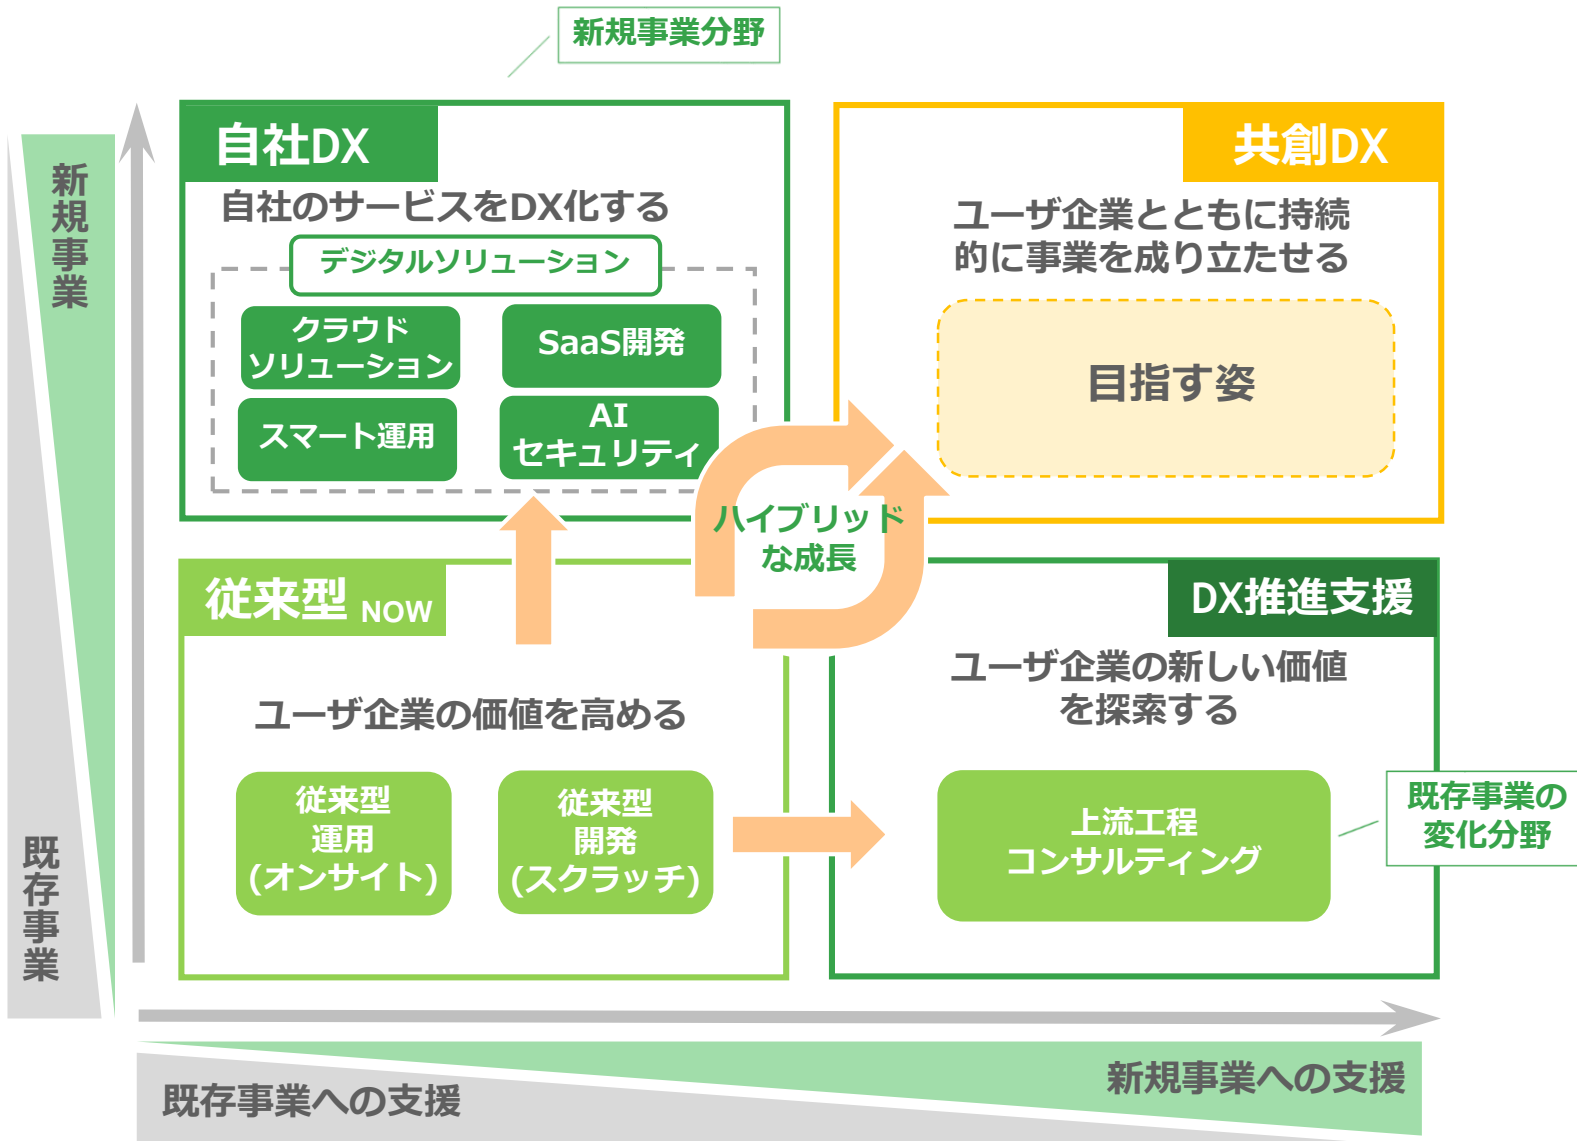 新規事業分野
自社DX
共創DX
自社のサービスをDX化する
デジタルソリューション
クラウド
ソリューション
SaaS開発
スマート運用
AI
セキュリティ
ユーザ企業とともに持続
的に事業を成り立たせる
目指す姿
ハイブリッド
な成長
従来型 NOW
ユーザ企業の価値を高める
従来型
運用
(オンサイト)
従来型
開発
(スクラッチ)
DX推進支援
ユーザ企業の新しい価値
を探索する
上流工程
コンサルティング
既存事業の
変化分野
新規事業
既存事業
既存事業への支援
新規事業への支援